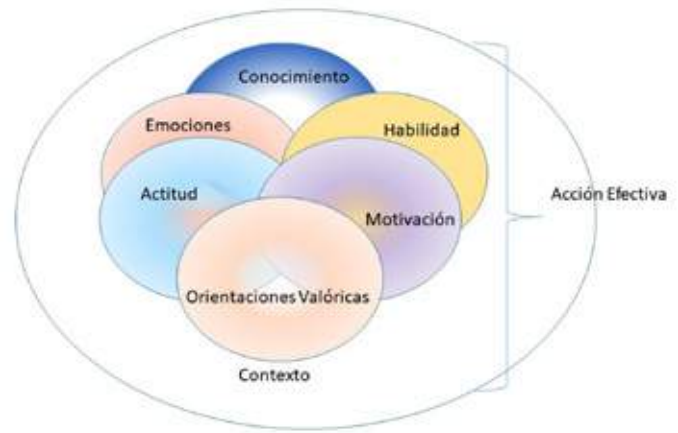 Conocimiento
Emociones
Habilidad
Actitud
Acción Efectiva
Motivación
Orientaciones Valóricas
Contexto